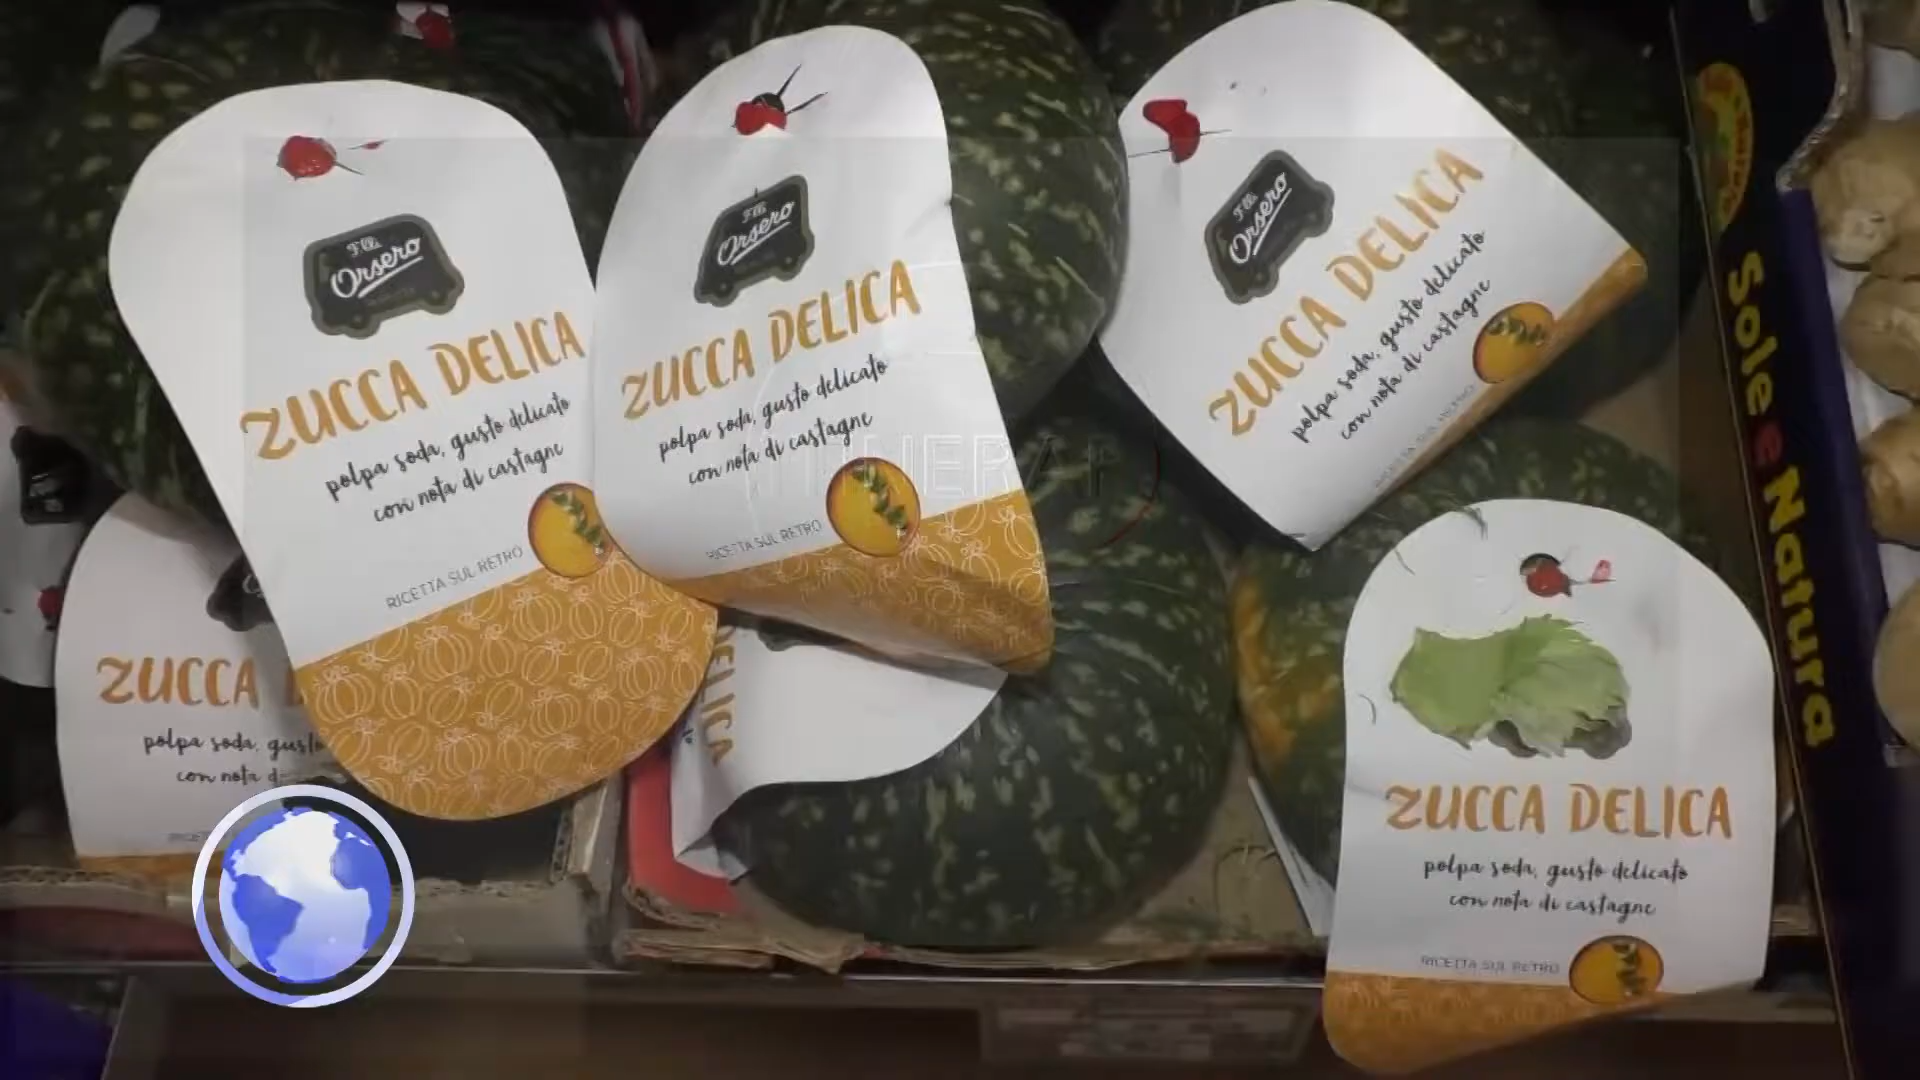 F.lli
Orsero
ZUCCA DELICA
polpa soda, gusto delicato
con nota di castagne
RICETTA SUL RETRO
F.lli
Orsero
ZUCCA DELICA
polpa soda, gusto delicato
con nota di castagne
RICETTA SUL RETRO
F.lli
Orsero
ZUCCA DELICA
polpa soda, gusto delicato
con nota di castagne
RICETTA SUL RETRO
ZUCCA
polpa soda, gusto
con nota
ZUCCA DELICA
polpa soda, gusto delicato
con nota di castagne
RICETTA SUL RETRO
Sole e Natura